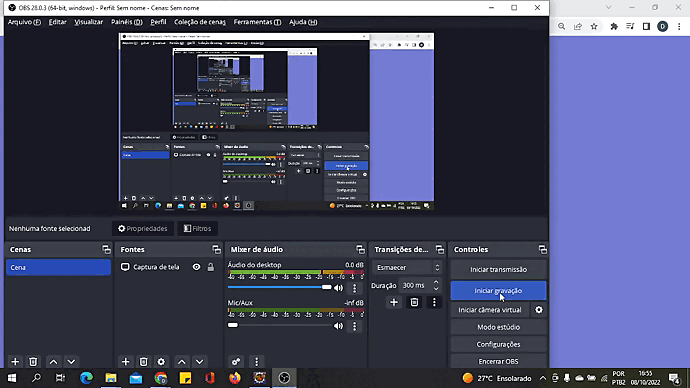 OBS 28.0.3 (64-bit, windows) - Perfil: Sem nome - Cenas: Sem nome
Arquivo (F) Editar Visualizar Painéis (D) Perfil Coleção de cenas Ferramentas (T) Ajuda (H)
D
Nenhuma fonte selecionad Propriedades Filtros
Cenas Fontes Mixer de áudio Transições de... Controles
Cena
Captura de tela
Áudio do desktop 0.0 dB
-60 -55 -50 -45 -40 -35 -30 -25 -20 -15 -10 -5 0
Mic/Aux -inf dB
-60 -55 -50 -45 -40 -35 -30 -25 -20 -15 -10 -5 0
Esmaecer
Duração 300 ms
Iniciar transmissão
Iniciar gravação
Iniciar câmera virtual
Modo estúdio
Configurações
Encerrar OBS
27°C Ensolarado
POR
PTB2
16:55
08/10/2022